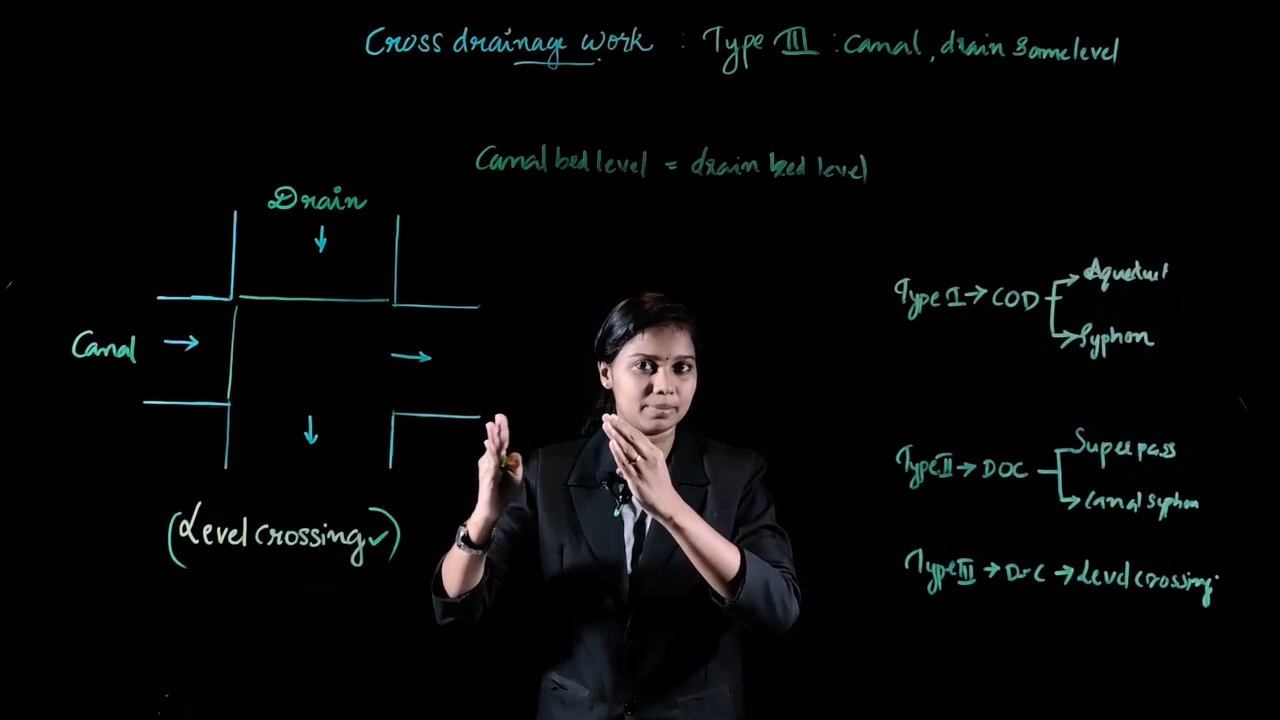 Cross drainage work : Type III : Canal, drain same level
Canal bed level = drain bed level
Drain
Canal
(Level crossing ✓)
Type I → COD → Aqueduct
→ Syphon
Type II → DOC — Super pass
→ Canal Syphon
Type III → D=C → Level crossing